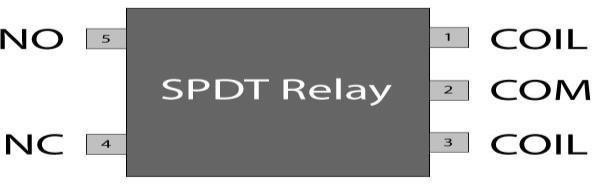 NO 5 1 COIL
SPDT Relay 2 COM
NC 4 3 COIL